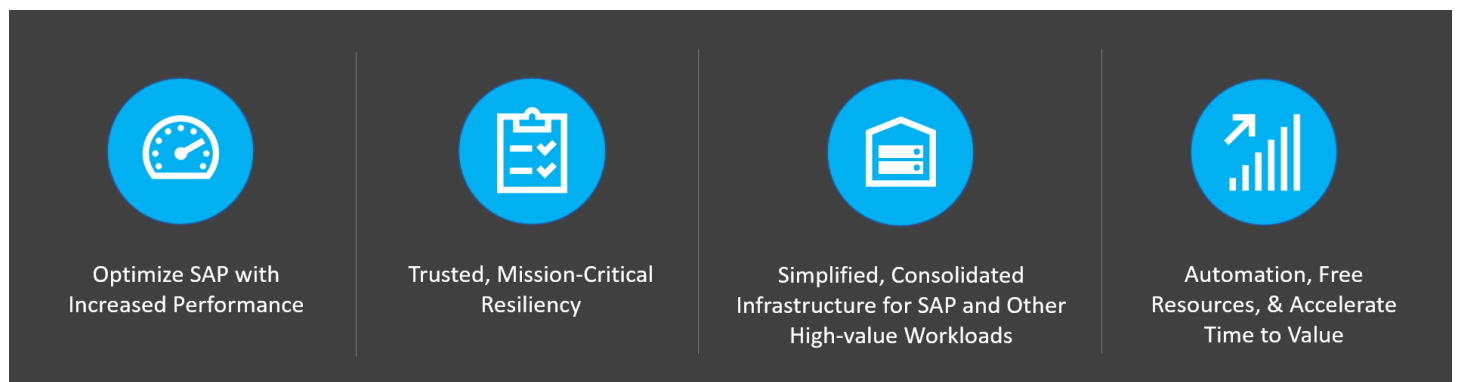 Optimize SAP with
Increased Performance
Trusted, Mission-Critical
Resiliency
Simplified, Consolidated
Infrastructure for SAP and Other
High-value Workloads
Automation, Free
Resources, & Accelerate
Time to Value